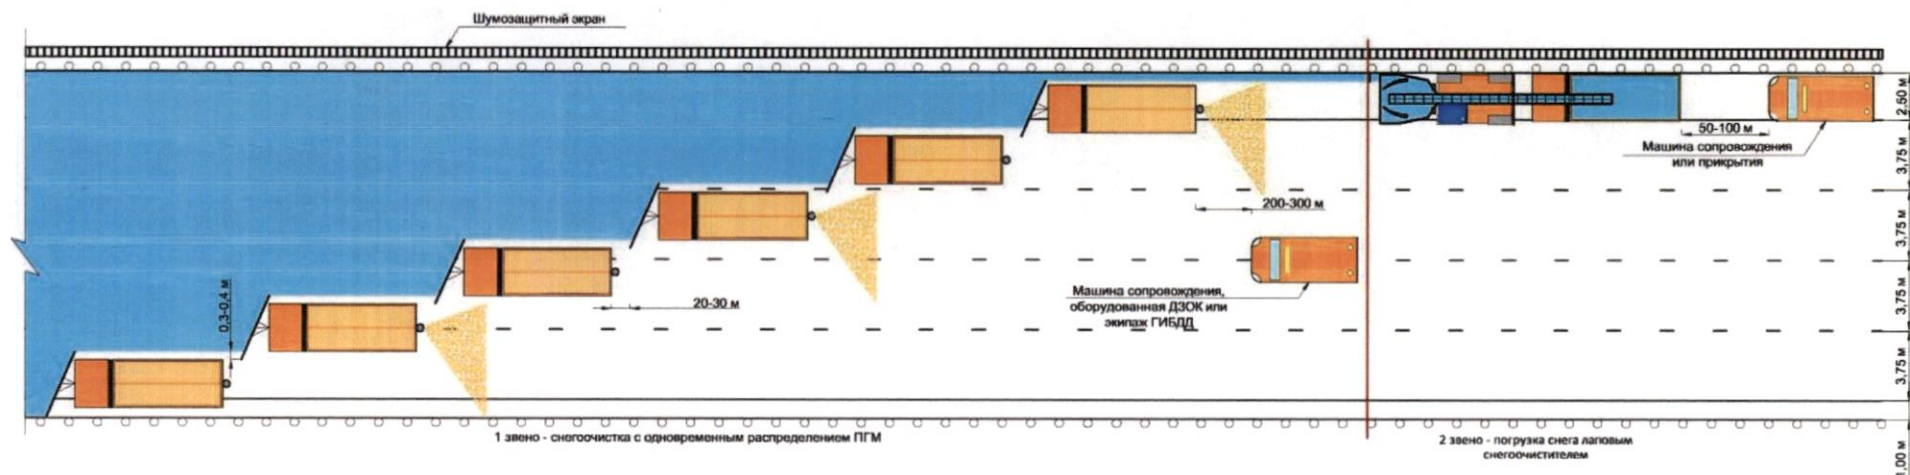 Шумозащитный экран
2,50 м
50-100 м
Машина сопровождения
или прикрытия
3,75 м
3,75 м
200-300 м
0,3-0,4 м
20-30 м
Машина сопровождения,
оборудованная ДЗОК или
экипаж ГИБДД
3,75 м
3,75 м
1 звено - снегоочистка с одновременным распределением ПГМ
2 звено - погрузка снега лаповым
снегоочистителем
1,00 м